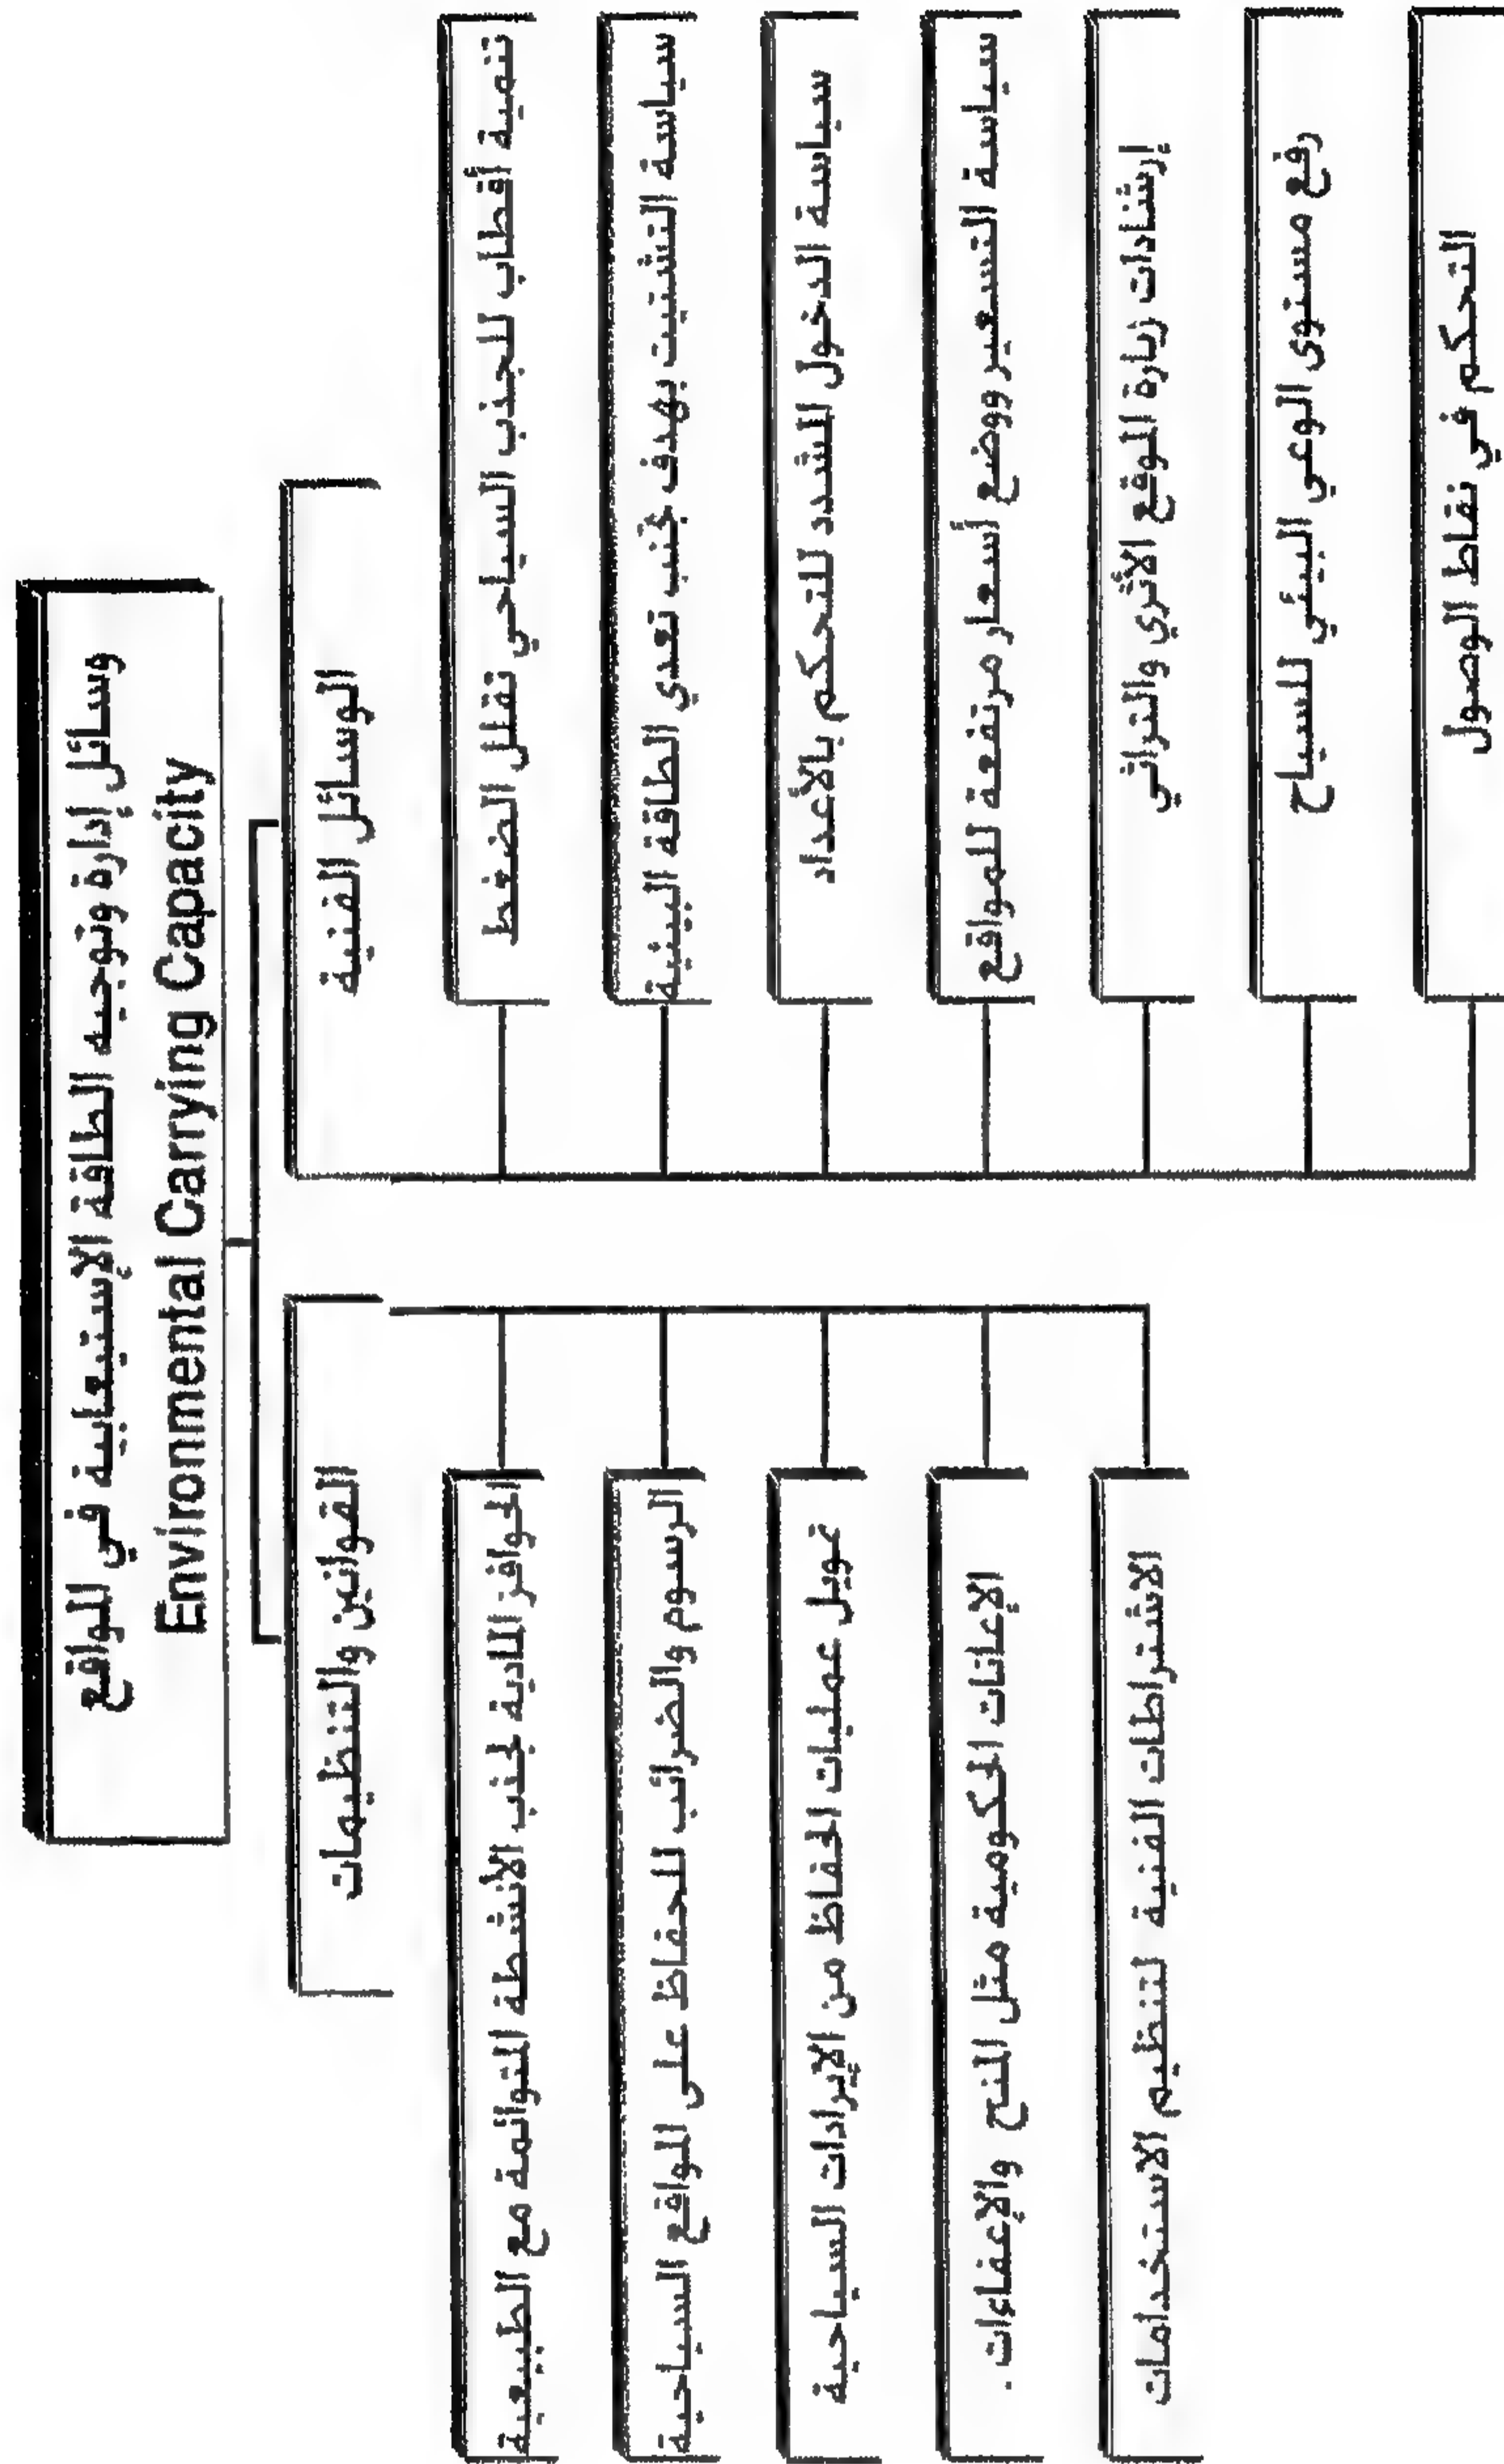 وسائل إدارة وتوجيه الطاقة الإستيعابية في المواقع
Environmental Carrying Capacity
الوسائل الفنية
تنمية أقطاب للجذب السياحي تقلل الضغط
سياسة التشتيت بهدف تجنب تعدي الطاقة البيئية
سياسة الدخول المشدد للتحكم بالأعداد
سياسة التسعير ووضع أسعار مرتفعة للمواقع
إرشادات زيارة الموقع الأثري والتراثي
رفع مستوى الوعي البيئي للسياح
التحكم في نقاط الوصول
القوانين والتنظيمات
الحوافز المادية لجذب الأنشطة المتوائمة مع الطبيعية
الرسوم والضرائب للحفاظ على المواقع السياحية
تمويل عمليات الحفاظ من الإيرادات السياحية
الإعانات الحكومية مثل المنح والإعفاءات .
الاشتراطات الفنية لتنظيم الاستخدامات